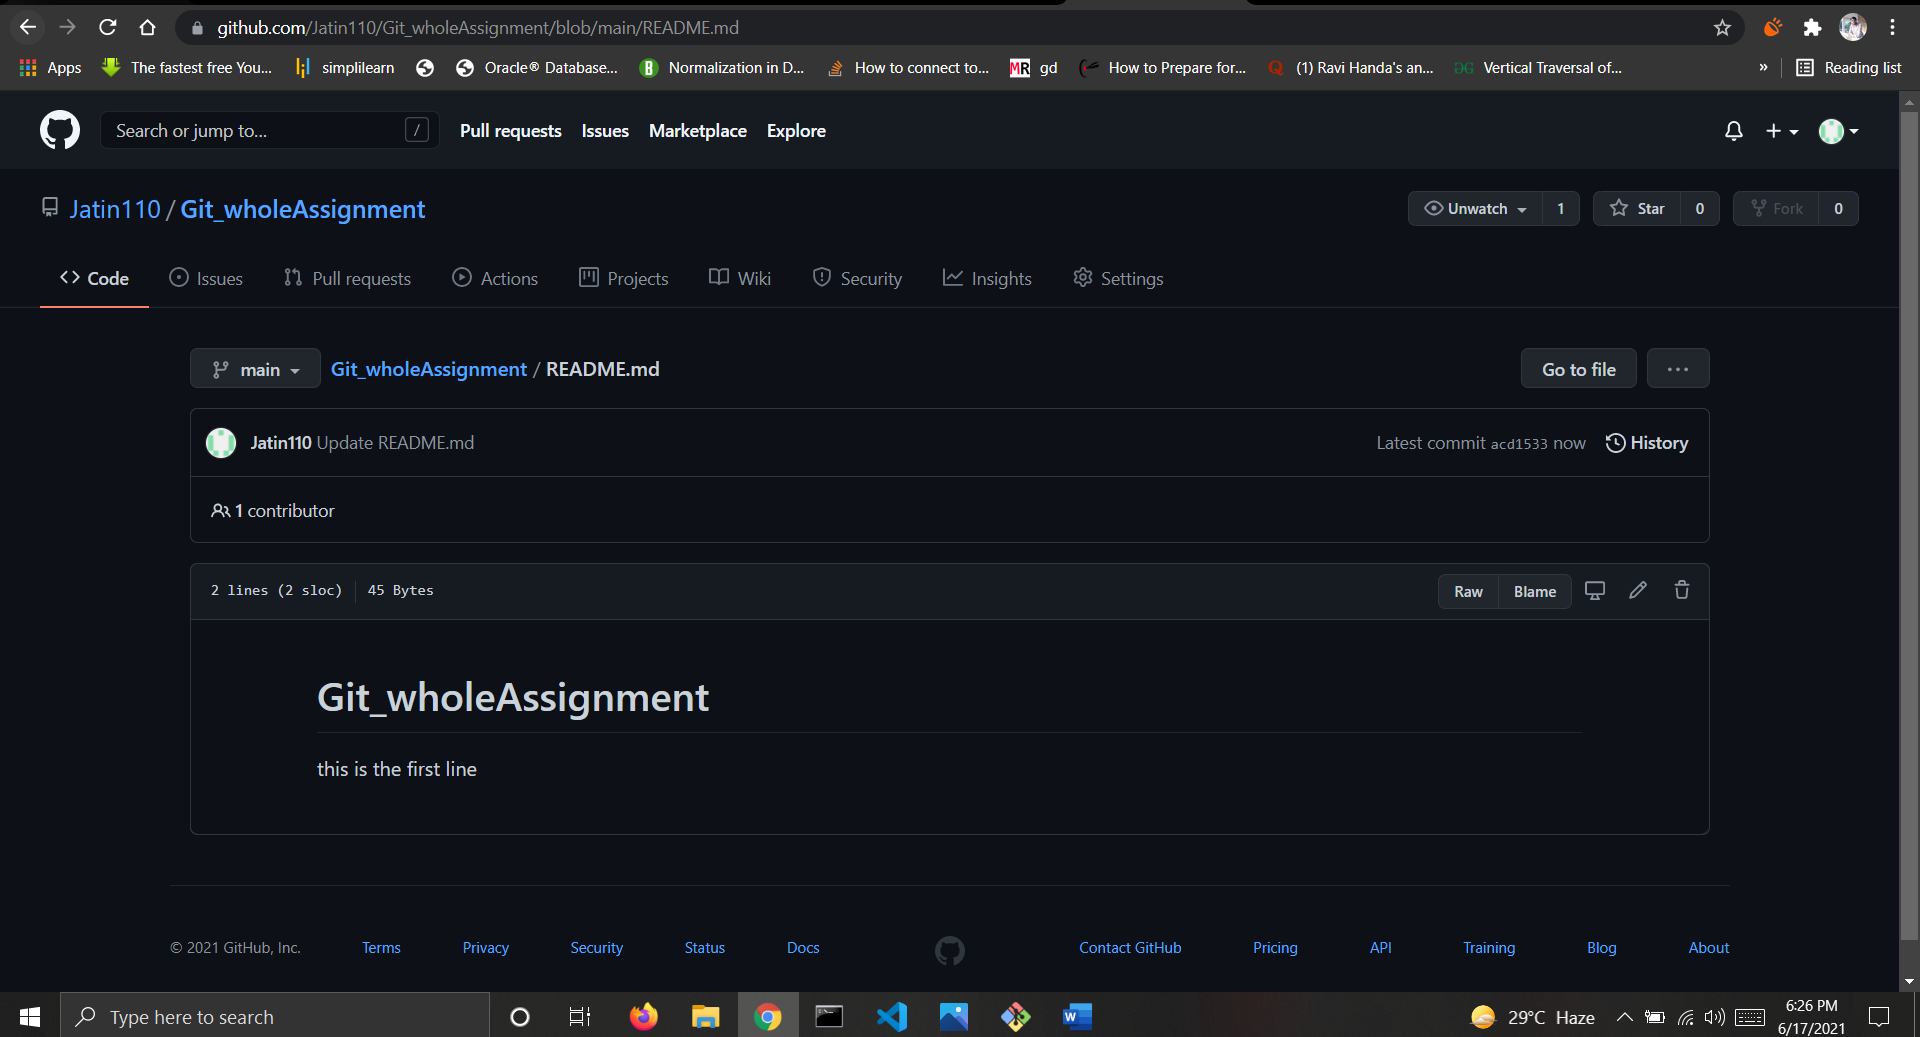 github.com/Jatin110/Git_wholeAssignment/blob/main/README.md
Apps The fastest free You... simplilearn Oracle® Database... Normalization in D... How to connect to... MR gd How to Prepare for... (1) Ravi Handa's an... Vertical Traversal of... » Reading list
Search or jump to... / Pull requests Issues Marketplace Explore
Jatin110 / Git_wholeAssignment Unwatch 1 Star 0 Fork 0
Code Issues Pull requests Actions Projects Wiki Security Insights Settings
main Git_wholeAssignment / README.md Go to file ...
Jatin110 Update README.md Latest commit acd1533 now History
1 contributor
2 lines (2 sloc) 45 Bytes Raw Blame
Git_wholeAssignment
this is the first line
© 2021 GitHub, Inc. Terms Privacy Security Status Docs Contact GitHub Pricing API Training Blog About
Type here to search 29°C Haze 6:26 PM
6/17/2021